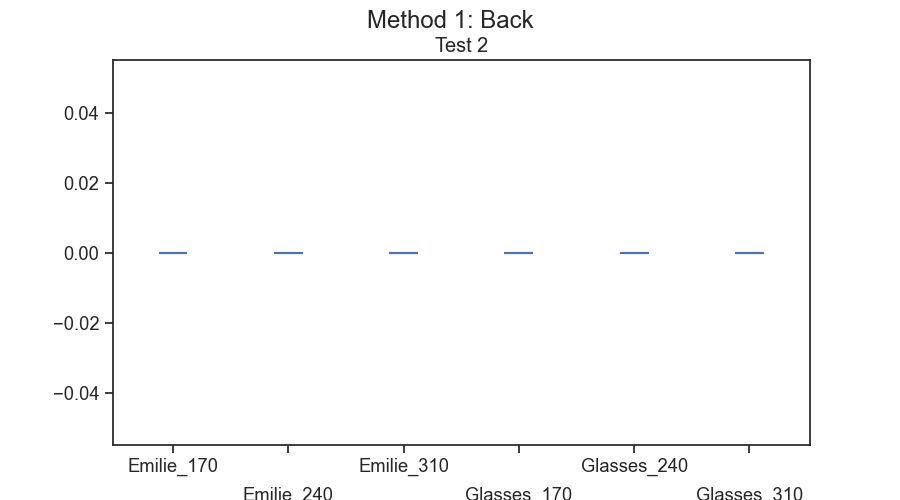 Method 1: Back
Test 2
0.04
0.02
0.00
−0.02
−0.04
Emilie_170 Emilie_310 Glasses_240
Emilie_240 Glasses_170 Glasses_310